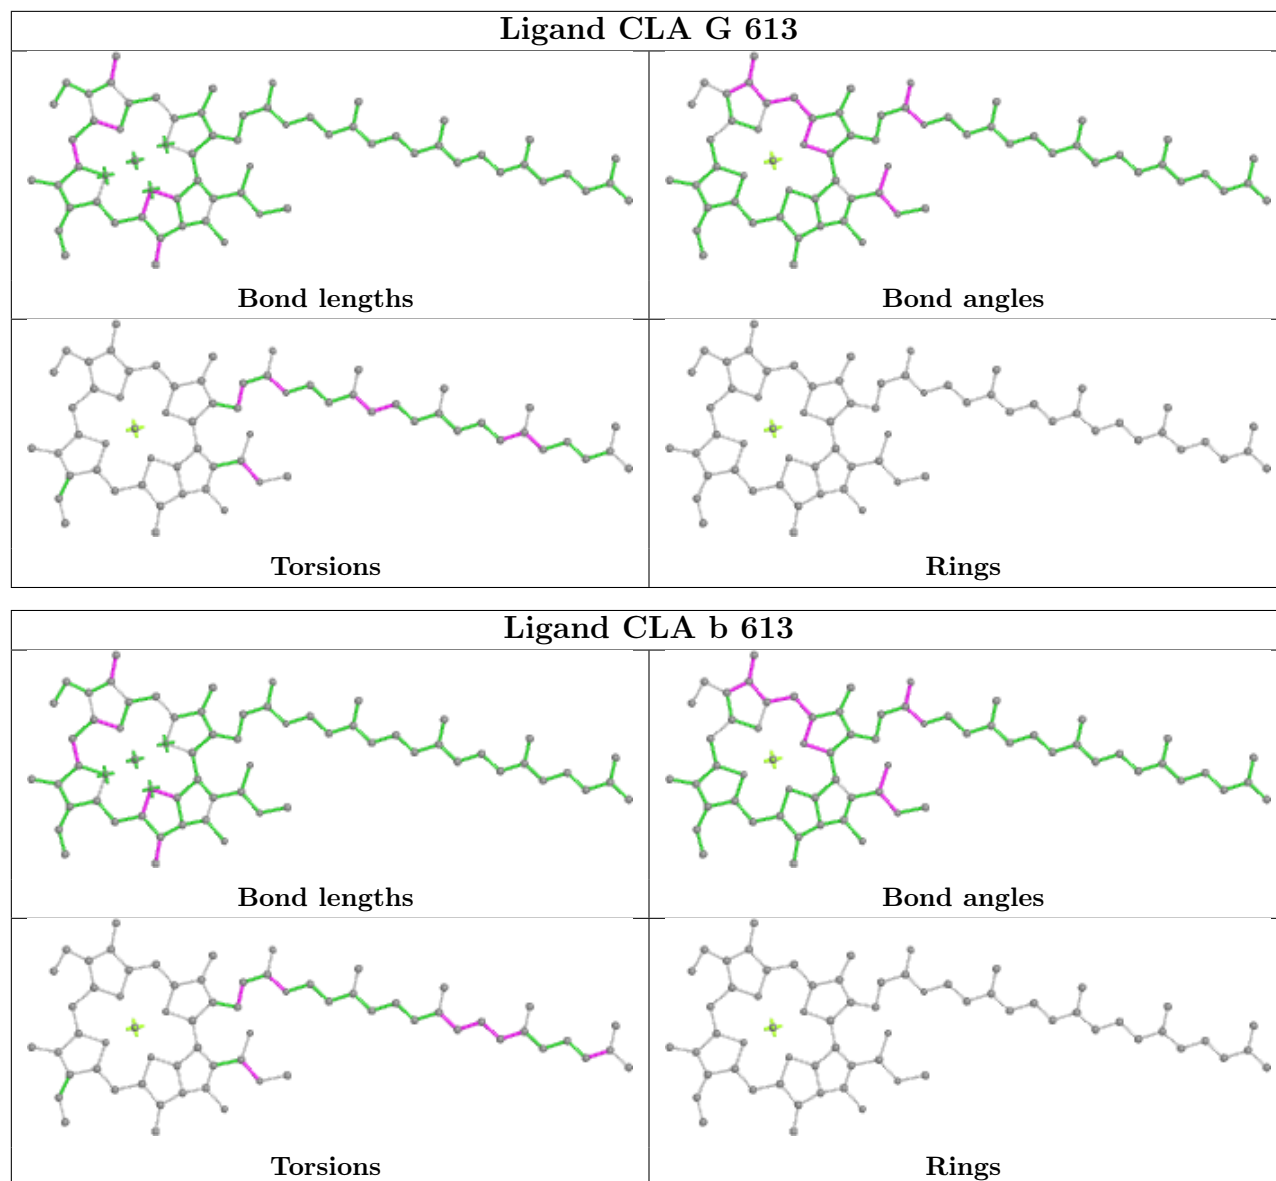 Ligand CLA G 613
Bond lengths
Bond angles
Torsions
Rings
Ligand CLA b 613
Bond lengths
Bond angles
Torsions
Rings